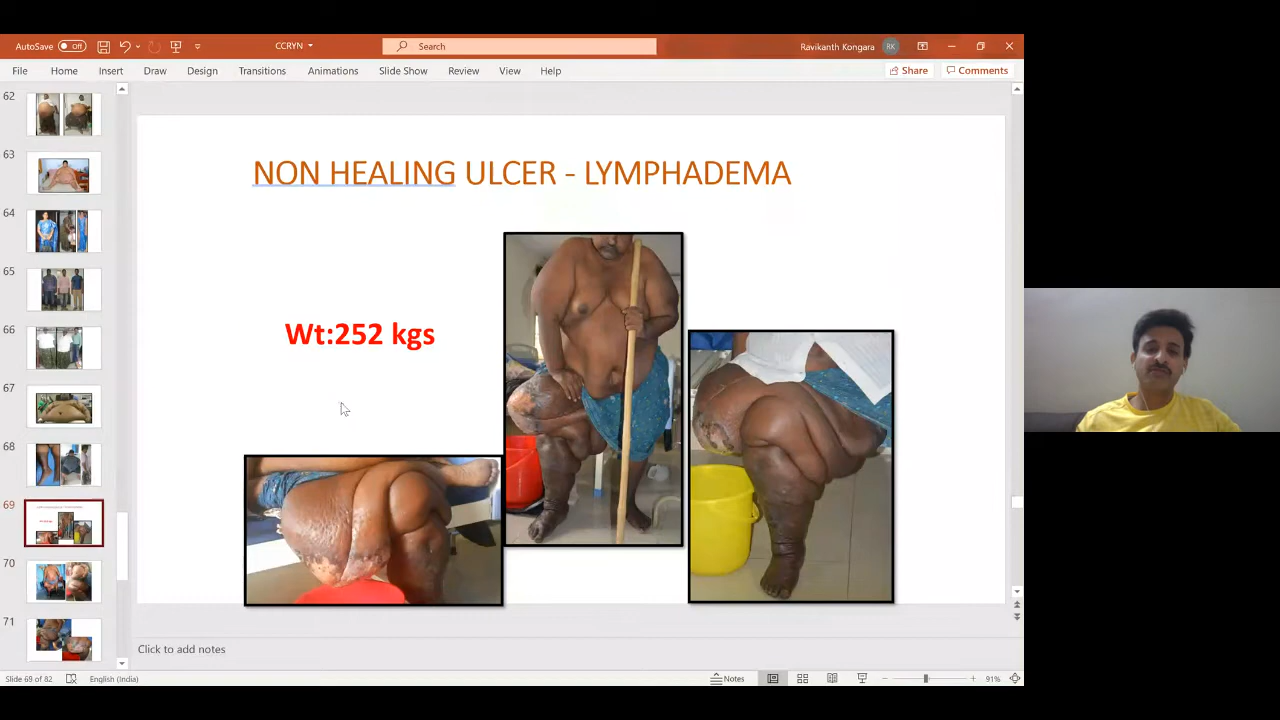 AutoSave Off
CCRYN
Search
Ravikanth Kongara RK
File Home Insert Draw Design Transitions Animations Slide Show Review View Help
Share Comments
62
63
64
65
66
67
68
69
70
71
NON HEALING ULCER - LYMPHADEMA
Wt:252 kgs
Click to add notes
Slide 69 of 82 English (India) Notes 91%